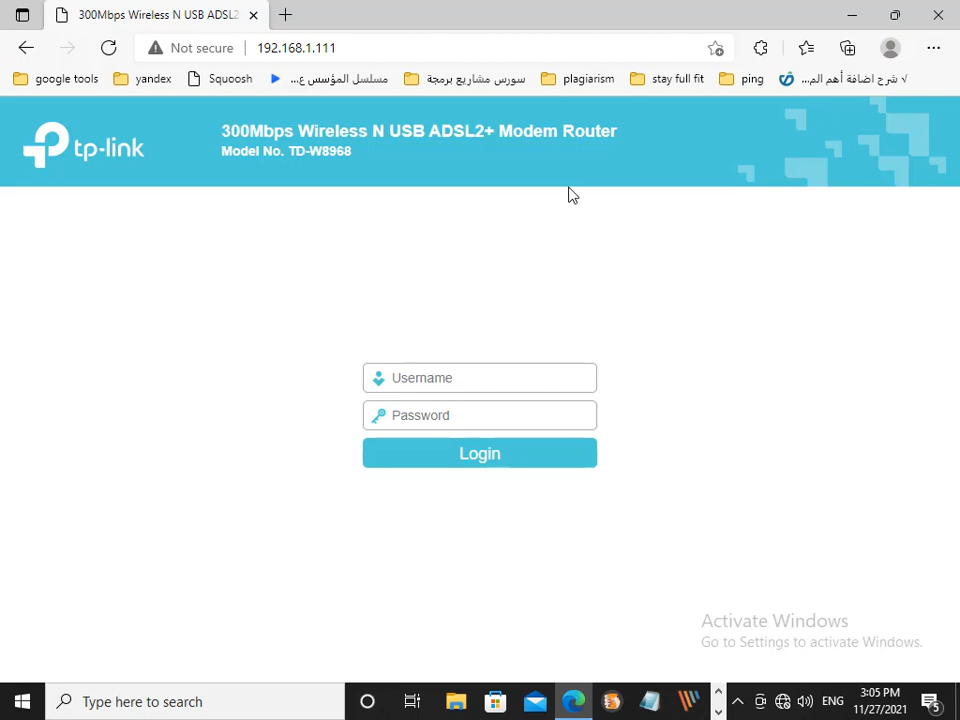 300Mbps Wireless N USB ADSL2
Not secure
192.168.1.111
google tools
yandex
Squoosh
مسلسل المؤسس ع...
سورس مشاريع برمجة
plagiarism
stay full fit
ping
√ شرح اضافة أهم الم...
tp-link
300Mbps Wireless N USB ADSL2+ Modem Router
Model No. TD-W8968
Username
Password
Login
Activate Windows
Go to Settings to activate Windows.
Type here to search
ENG
3:05 PM
11/27/2021
5